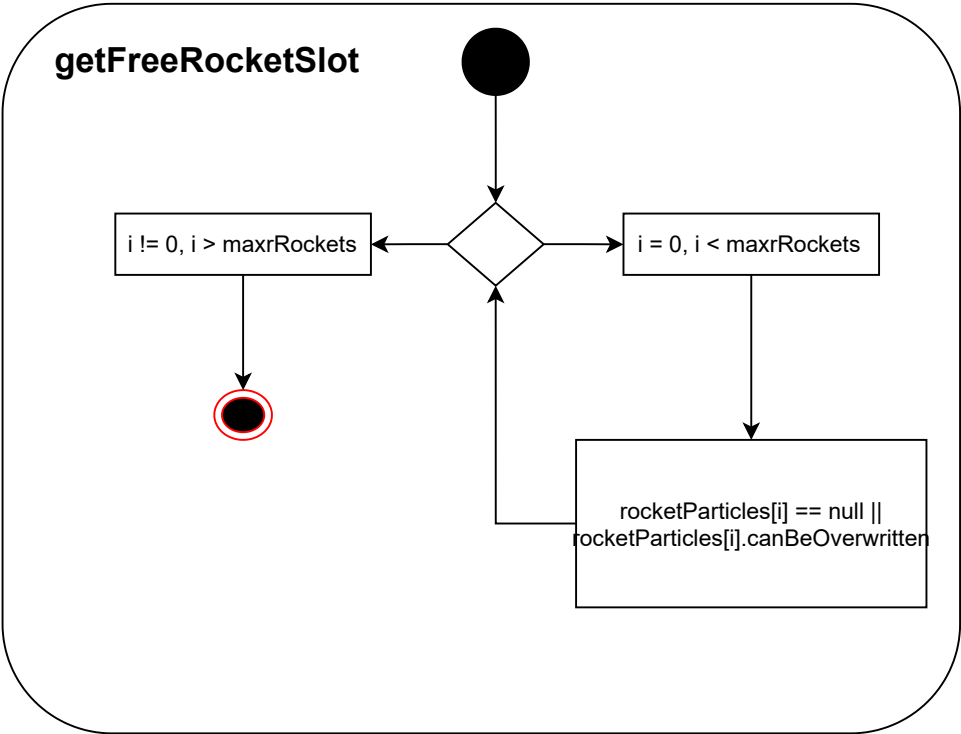 getFreeRocketSlot
i != 0, i > maxrRockets
i = 0, i < maxrRockets
rocketParticles[i] == null ||
rocketParticles[i].canBeOverwritten